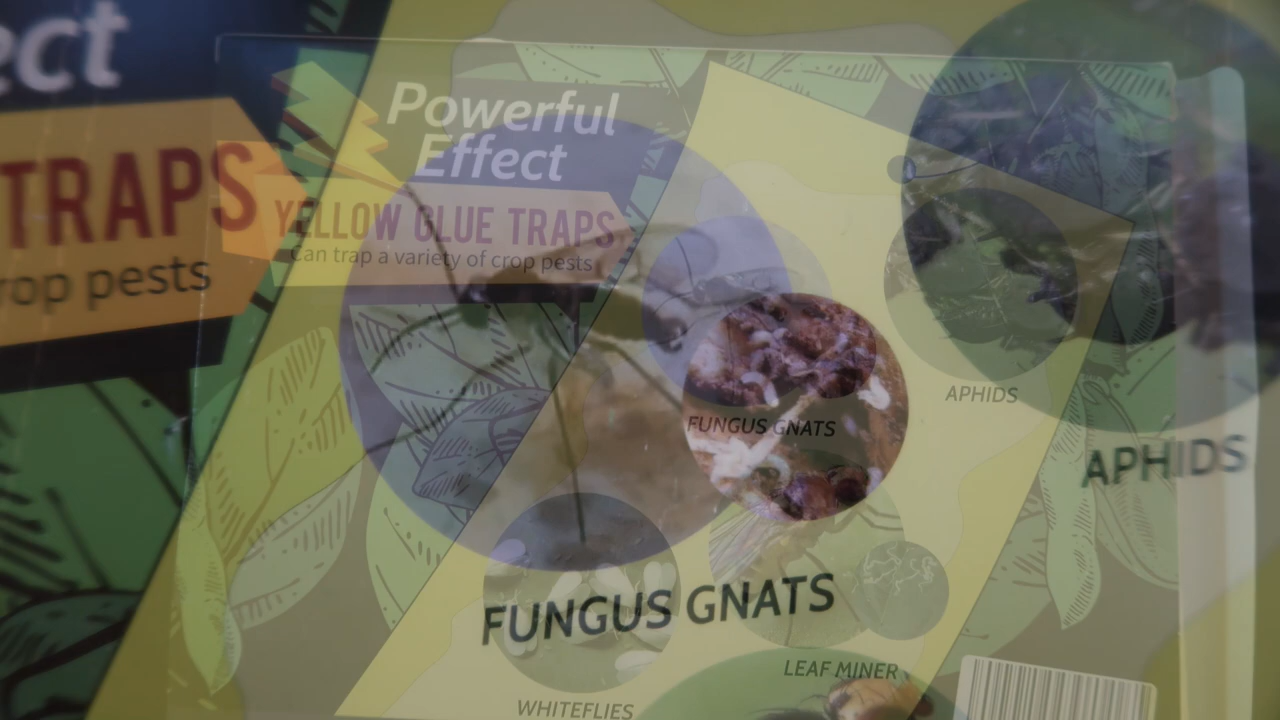 ect
TRAPS
rop pests
Powerful
Effect
YELLOW GLUE TRAPS
Can trap a variety of crop pests
APHIDS
FUNGUS GNATS
APHIDS
FUNGUS GNATS
LEAF MINER
WHITEFLIES